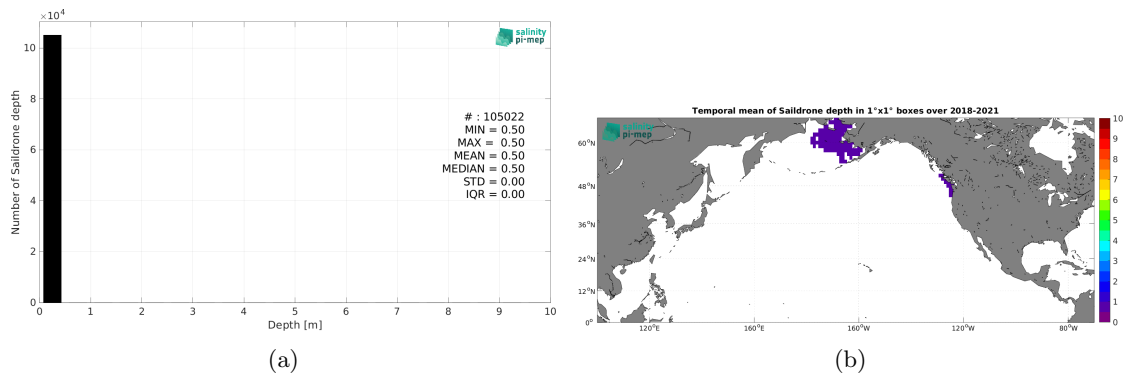 ×10⁴
10
8
6
4
2
0
Number of Saildrone depth
salinity
pi-mep
# : 105022
MIN = 0.50
MAX = 0.50
MEAN = 0.50
MEDIAN = 0.50
STD = 0.00
IQR = 0.00
0 1 2 3 4 5 6 7 8 9 10
Depth [m]
(a)
Temporal mean of Saildrone depth in 1°x1° boxes over 2018-2021
salinity
pi-mep
60°N
48°N
36°N
24°N
12°N
0°
120°E 160°E 160°W 120°W 80°W
10
9
8
7
6
5
4
3
2
1
0
(b)